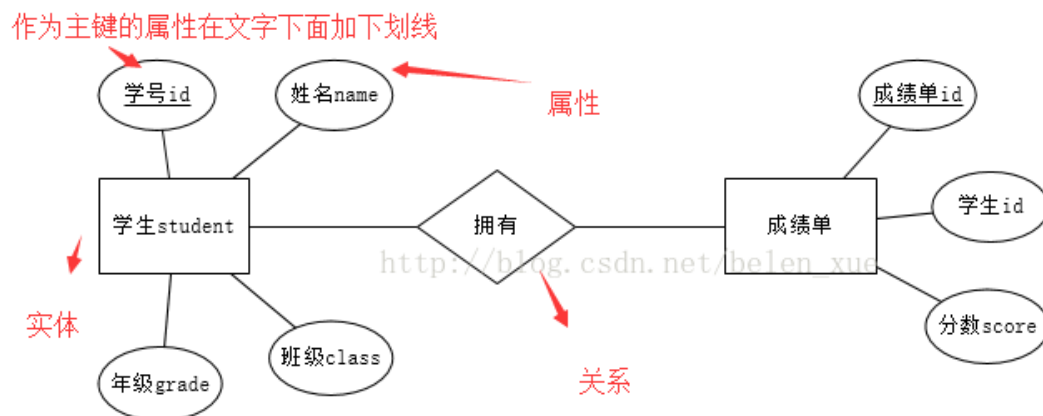 作为主键的属性在文字下面加下划线
学号id
姓名name
属性
成绩单id
学生student
拥有
成绩单
学生id
http://blog.csdn.net/belen_xue
实体
年级grade
班级class
关系
分数score